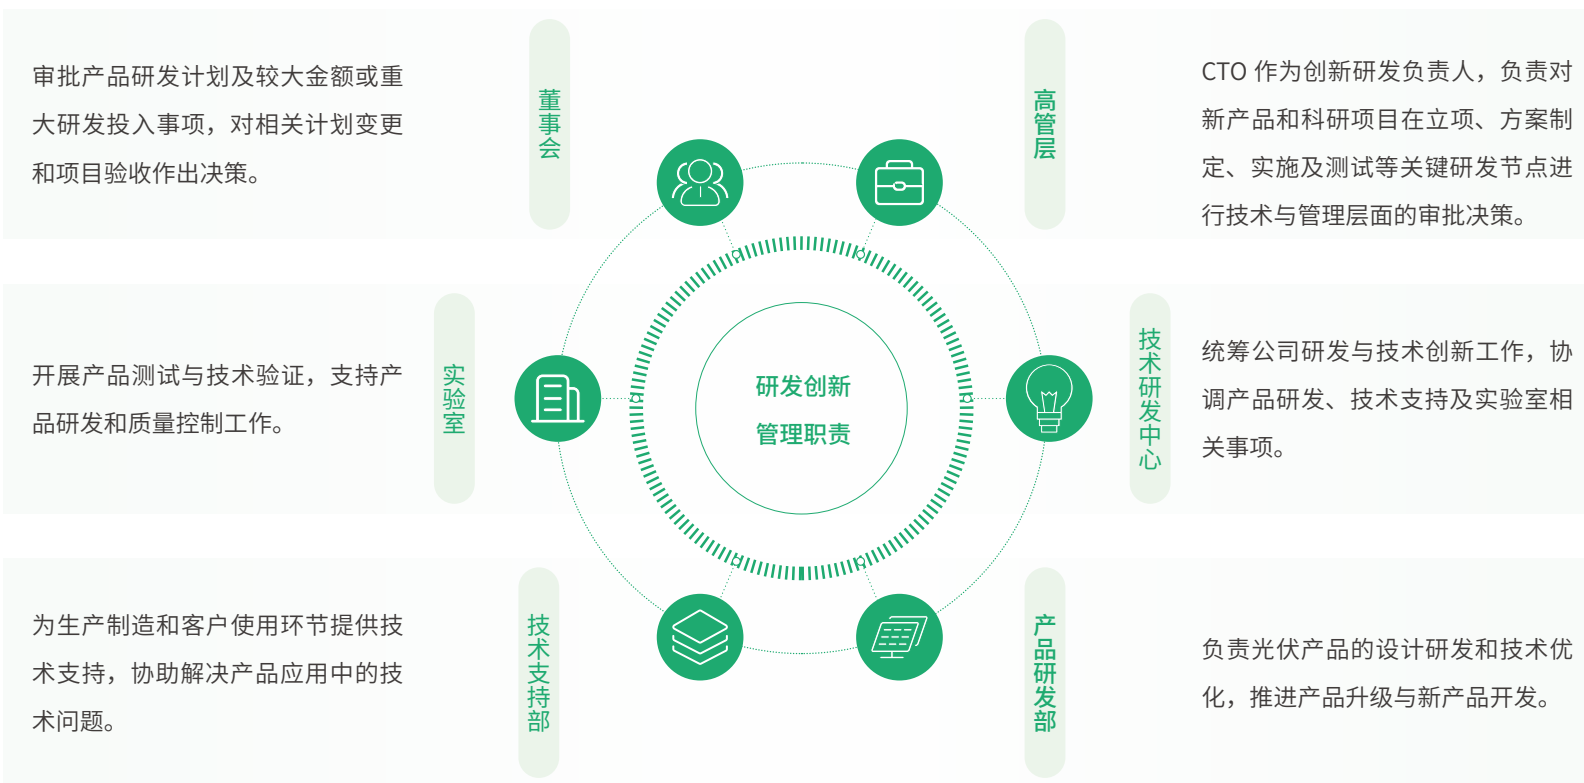 董事会
审批产品研发计划及较大金额或重
大研发投入事项，对相关计划变更
和项目验收作出决策。
高管层
CTO 作为创新研发负责人，负责对
新产品和科研项目在立项、方案制
定、实施及测试等关键研发节点进
行技术与管理层面的审批决策。
实验室
开展产品测试与技术验证，支持产
品研发和质量控制工作。
研发创新
管理职责
技术研发中心
统筹公司研发与技术创新工作，协
调产品研发、技术支持及实验室相
关事项。
技术支持部
为生产制造和客户使用环节提供技
术支持，协助解决产品应用中的技
术问题。
产品研发部
负责光伏产品的设计研发和技术优
化，推进产品升级与新产品开发。